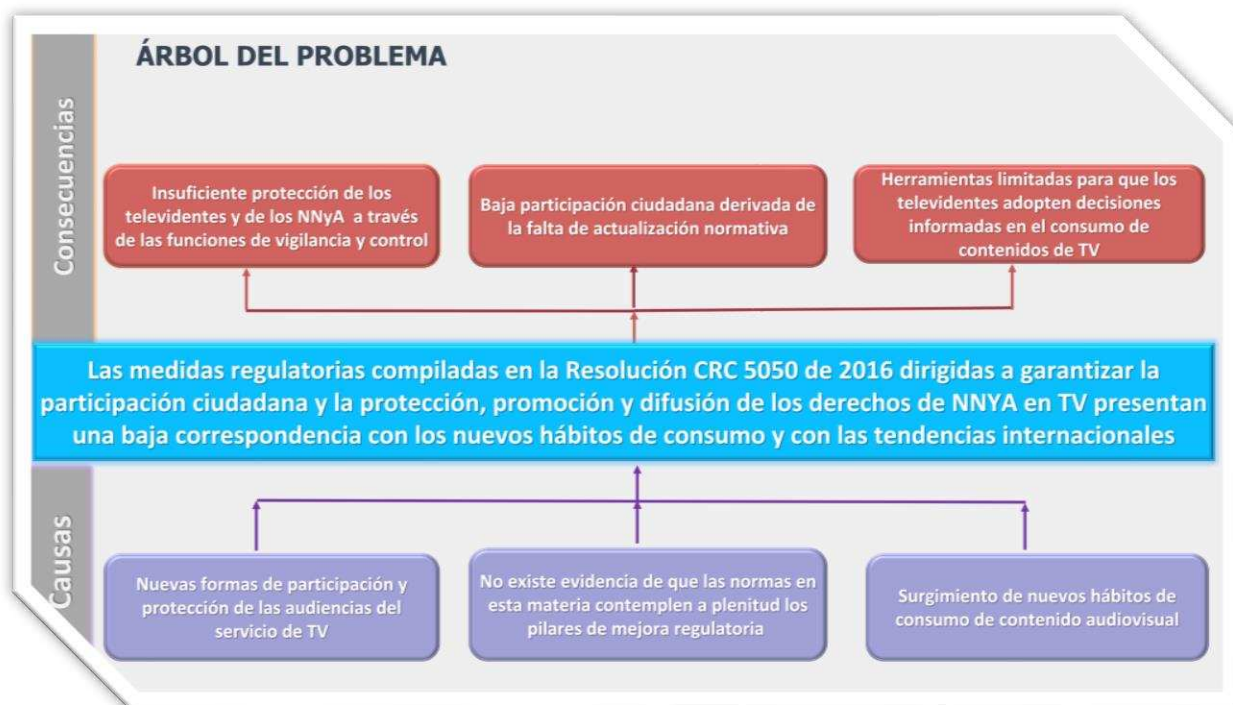 ÁRBOL DEL PROBLEMA
Consecuencias
Insuficiente protección de los
televidentes y de los NNyA a través
de las funciones de vigilancia y control
Baja participación ciudadana derivada de
la falta de actualización normativa
Herramientas limitadas para que los
televidentes adopten decisiones
informadas en el consumo de
contenidos de TV
Las medidas regulatorias compiladas en la Resolución CRC 5050 de 2016 dirigidas a garantizar la
participación ciudadana y la protección, promoción y difusión de los derechos de NNYA en TV presentan
una baja correspondencia con los nuevos hábitos de consumo y con las tendencias internacionales
Causas
Nuevas formas de participación y
protección de las audiencias del
servicio de TV
No existe evidencia de que las normas en
esta materia contemplen a plenitud los
pilares de mejora regulatoria
Surgimiento de nuevos hábitos de
consumo de contenido audiovisual